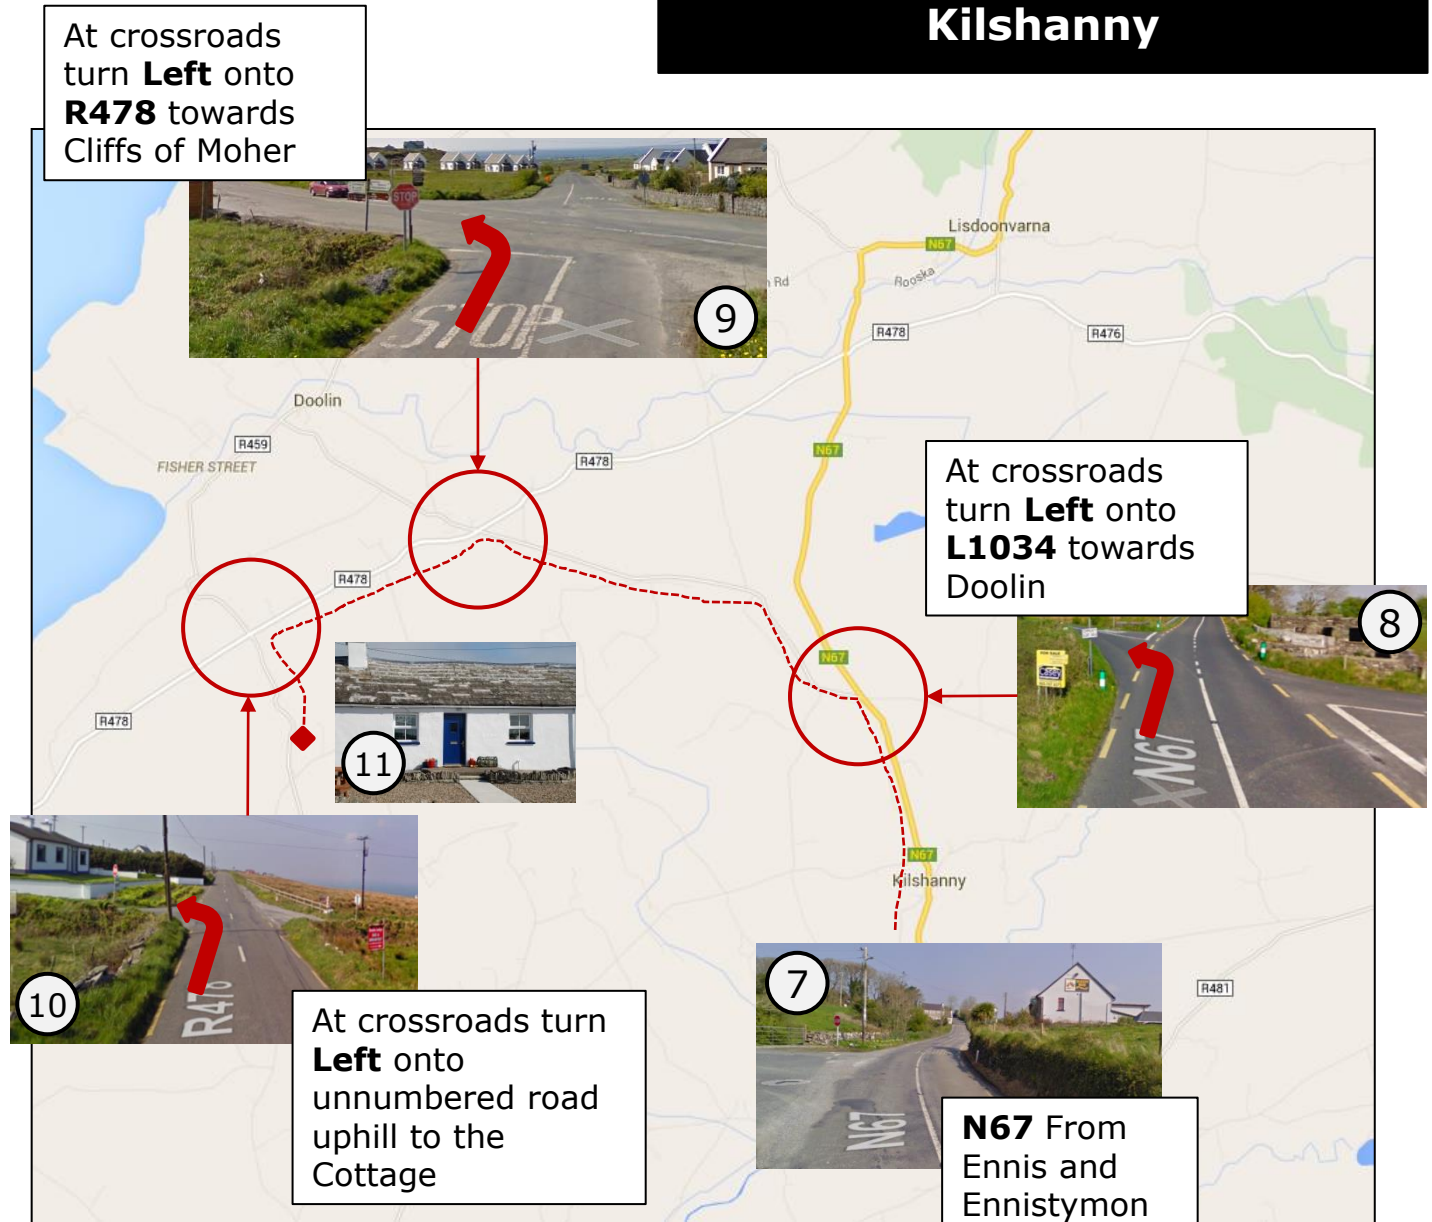 Kilshanny
At crossroads
turn Left onto
R478 towards
Cliffs of Moher
STOP
STOP
9
Lisdoonvarna
N67
Rooska
Rd
R478
R476
Doolin
R459
FISHER STREET
R478
N67
At crossroads
turn Left onto
L1034 towards
Doolin
8
N67
R478
N67
R478
11
N67
Kilshanny
10
R478
At crossroads turn
Left onto
unnumbered road
uphill to the
Cottage
7
N67
R481
N67 From
Ennis and
Ennistymon